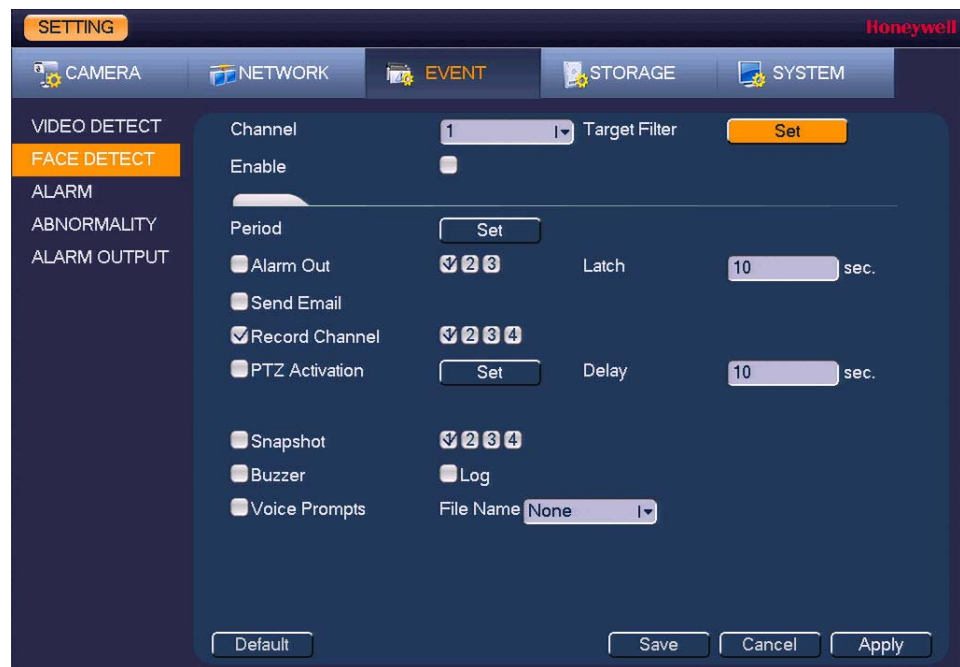 SETTING
Honeywell
CAMERA NETWORK EVENT STORAGE SYSTEM
VIDEO DETECT
FACE DETECT
ALARM
ABNORMALITY
ALARM OUTPUT
Channel 1 Target Filter Set
Enable
Period Set
Alarm Out 1 2 3 Latch 10 sec.
Send Email
Record Channel 1 2 3 4
PTZ Activation Set Delay 10 sec.
Snapshot 1 2 3 4
Buzzer Log
Voice Prompts File Name None
Default Save Cancel Apply